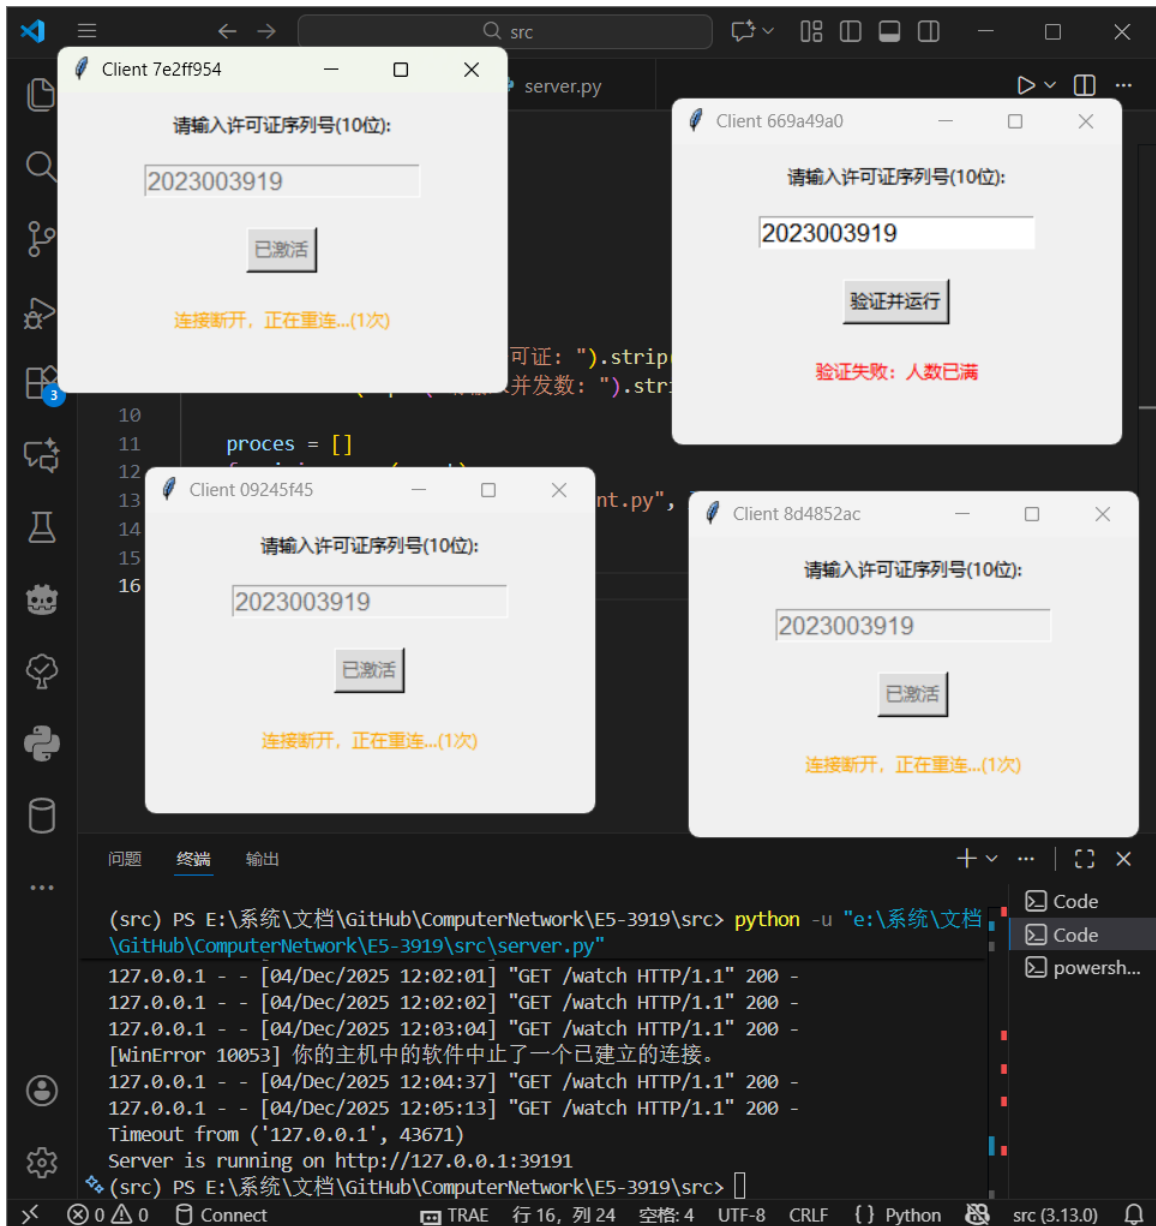 src
server.py
Client 7e2ff954
请输入许可证序列号(10位):
2023003919
已激活
连接断开，正在重连...(1次)
Client 669a49a0
请输入许可证序列号(10位):
2023003919
验证并运行
验证失败：人数已满
可证: ").strip(
并发数: ").stri
10
11 proces = []
12
13 nt.py",
14
15
16
3
Client 09245f45
请输入许可证序列号(10位):
2023003919
已激活
连接断开，正在重连...(1次)
Client 8d4852ac
请输入许可证序列号(10位):
2023003919
已激活
连接断开，正在重连...(1次)
问题 终端 输出
(src) PS E:\系统\文档\GitHub\ComputerNetwork\E5-3919\src> python -u "e:\系统\文档
\GitHub\ComputerNetwork\E5-3919\src\server.py"
127.0.0.1 - - [04/Dec/2025 12:02:01] "GET /watch HTTP/1.1" 200 -
127.0.0.1 - - [04/Dec/2025 12:02:02] "GET /watch HTTP/1.1" 200 -
127.0.0.1 - - [04/Dec/2025 12:03:04] "GET /watch HTTP/1.1" 200 -
[WinError 10053] 你的主机中的软件中止了一个已建立的连接。
127.0.0.1 - - [04/Dec/2025 12:04:37] "GET /watch HTTP/1.1" 200 -
127.0.0.1 - - [04/Dec/2025 12:05:13] "GET /watch HTTP/1.1" 200 -
Timeout from ('127.0.0.1', 43671)
Server is running on http://127.0.0.1:39191
(src) PS E:\系统\文档\GitHub\ComputerNetwork\E5-3919\src>
Code
Code
powersh...
0 0 Connect TRAE 行 16，列 24 空格: 4 UTF-8 CRLF {} Python src (3.13.0)